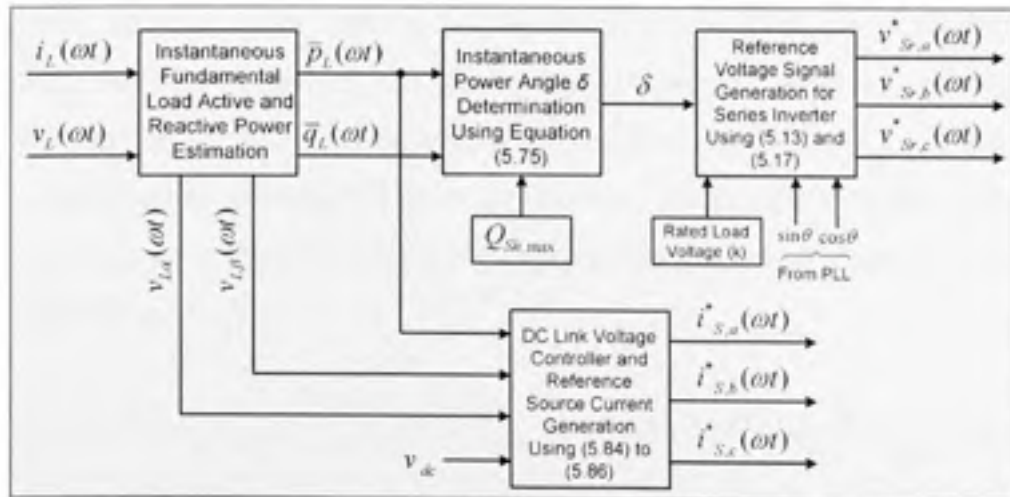 i_L(ωt)
v_L(ωt)
Instantaneous
Fundamental
Load Active and
Reactive Power
Estimation
p̅_L(ωt)
q̅_L(ωt)
Instantaneous
Power Angle δ
Determination
Using Equation
(5.75)
Q_Sh,max
δ
Reference
Voltage Signal
Generation for
Series Inverter
Using (5.13) and
(5.17)
Rated Load
Voltage (k)
sinθ cosθ
From PLL
v*_Sr,a(ωt)
v*_Sr,b(ωt)
v*_Sr,c(ωt)
v_Lα(ωt)
v_Lβ(ωt)
v_dc
DC Link Voltage
Controller and
Reference
Source Current
Generation
Using (5.84) to
(5.86)
i*_S,a(ωt)
i*_S,b(ωt)
i*_S,c(ωt)